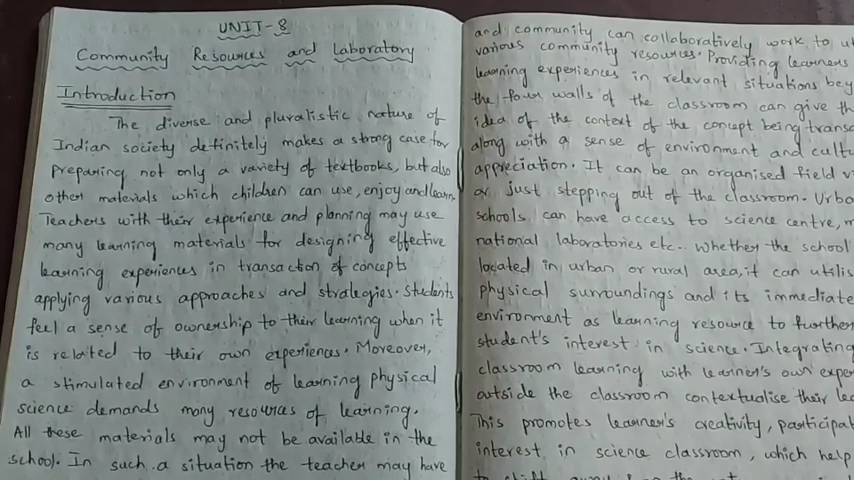 UNIT-8
Community Resources and Laboratory
Introduction
The diverse and pluralistic nature of
Indian society definitely makes a strong case for
preparing not only a variety of textbooks, but also
other materials which children can use, enjoy and learn.
Teachers with their experience and planning may use
many learning materials for designing effective
learning experiences in transaction of concepts
applying various approaches and strategies. Students
feel a sense of ownership to their learning when it
is related to their own experiences. Moreover,
a stimulated environment of learning physical
science demands many resources of learning.
All these materials may not be available in the
school. In such a situation the teacher may have
and community can collaboratively work to
various community resources. Providing learners
learning experiences in relevant situations
the four walls of the classroom can give
idea of the context of the concept being
along with a sense of environment and
appreciation. It can be an organised field
or just stepping out of the classroom.
schools can have access to science centre,
national laboratories etc.. Whether the school
located in urban or rural area, it can
physical surroundings and its immediate
environment as learning resource to further
student's interest in science. Integrating
classroom learning with learner's own
outside the classroom contextualise their
This promotes learner's creativity,
interest in science classroom, which help